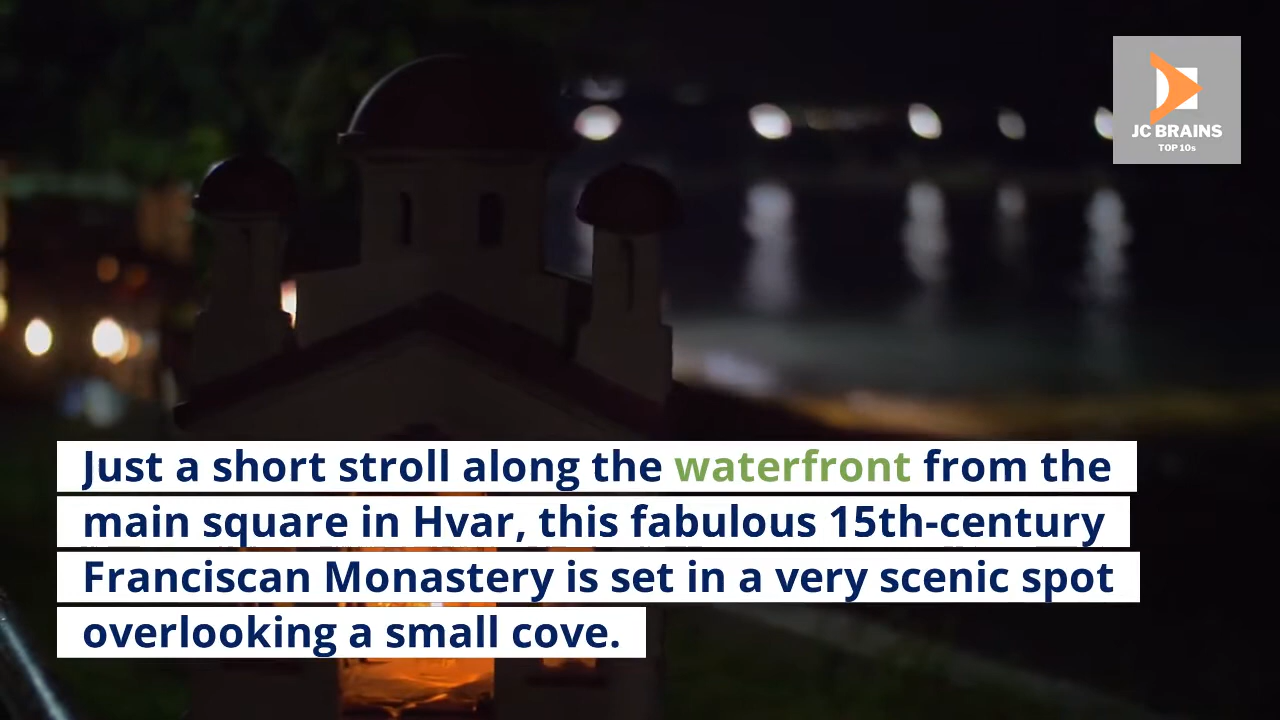 JC BRAINS
TOP 10s
Just a short stroll along the waterfront from the
main square in Hvar, this fabulous 15th-century
Franciscan Monastery is set in a very scenic spot
overlooking a small cove.